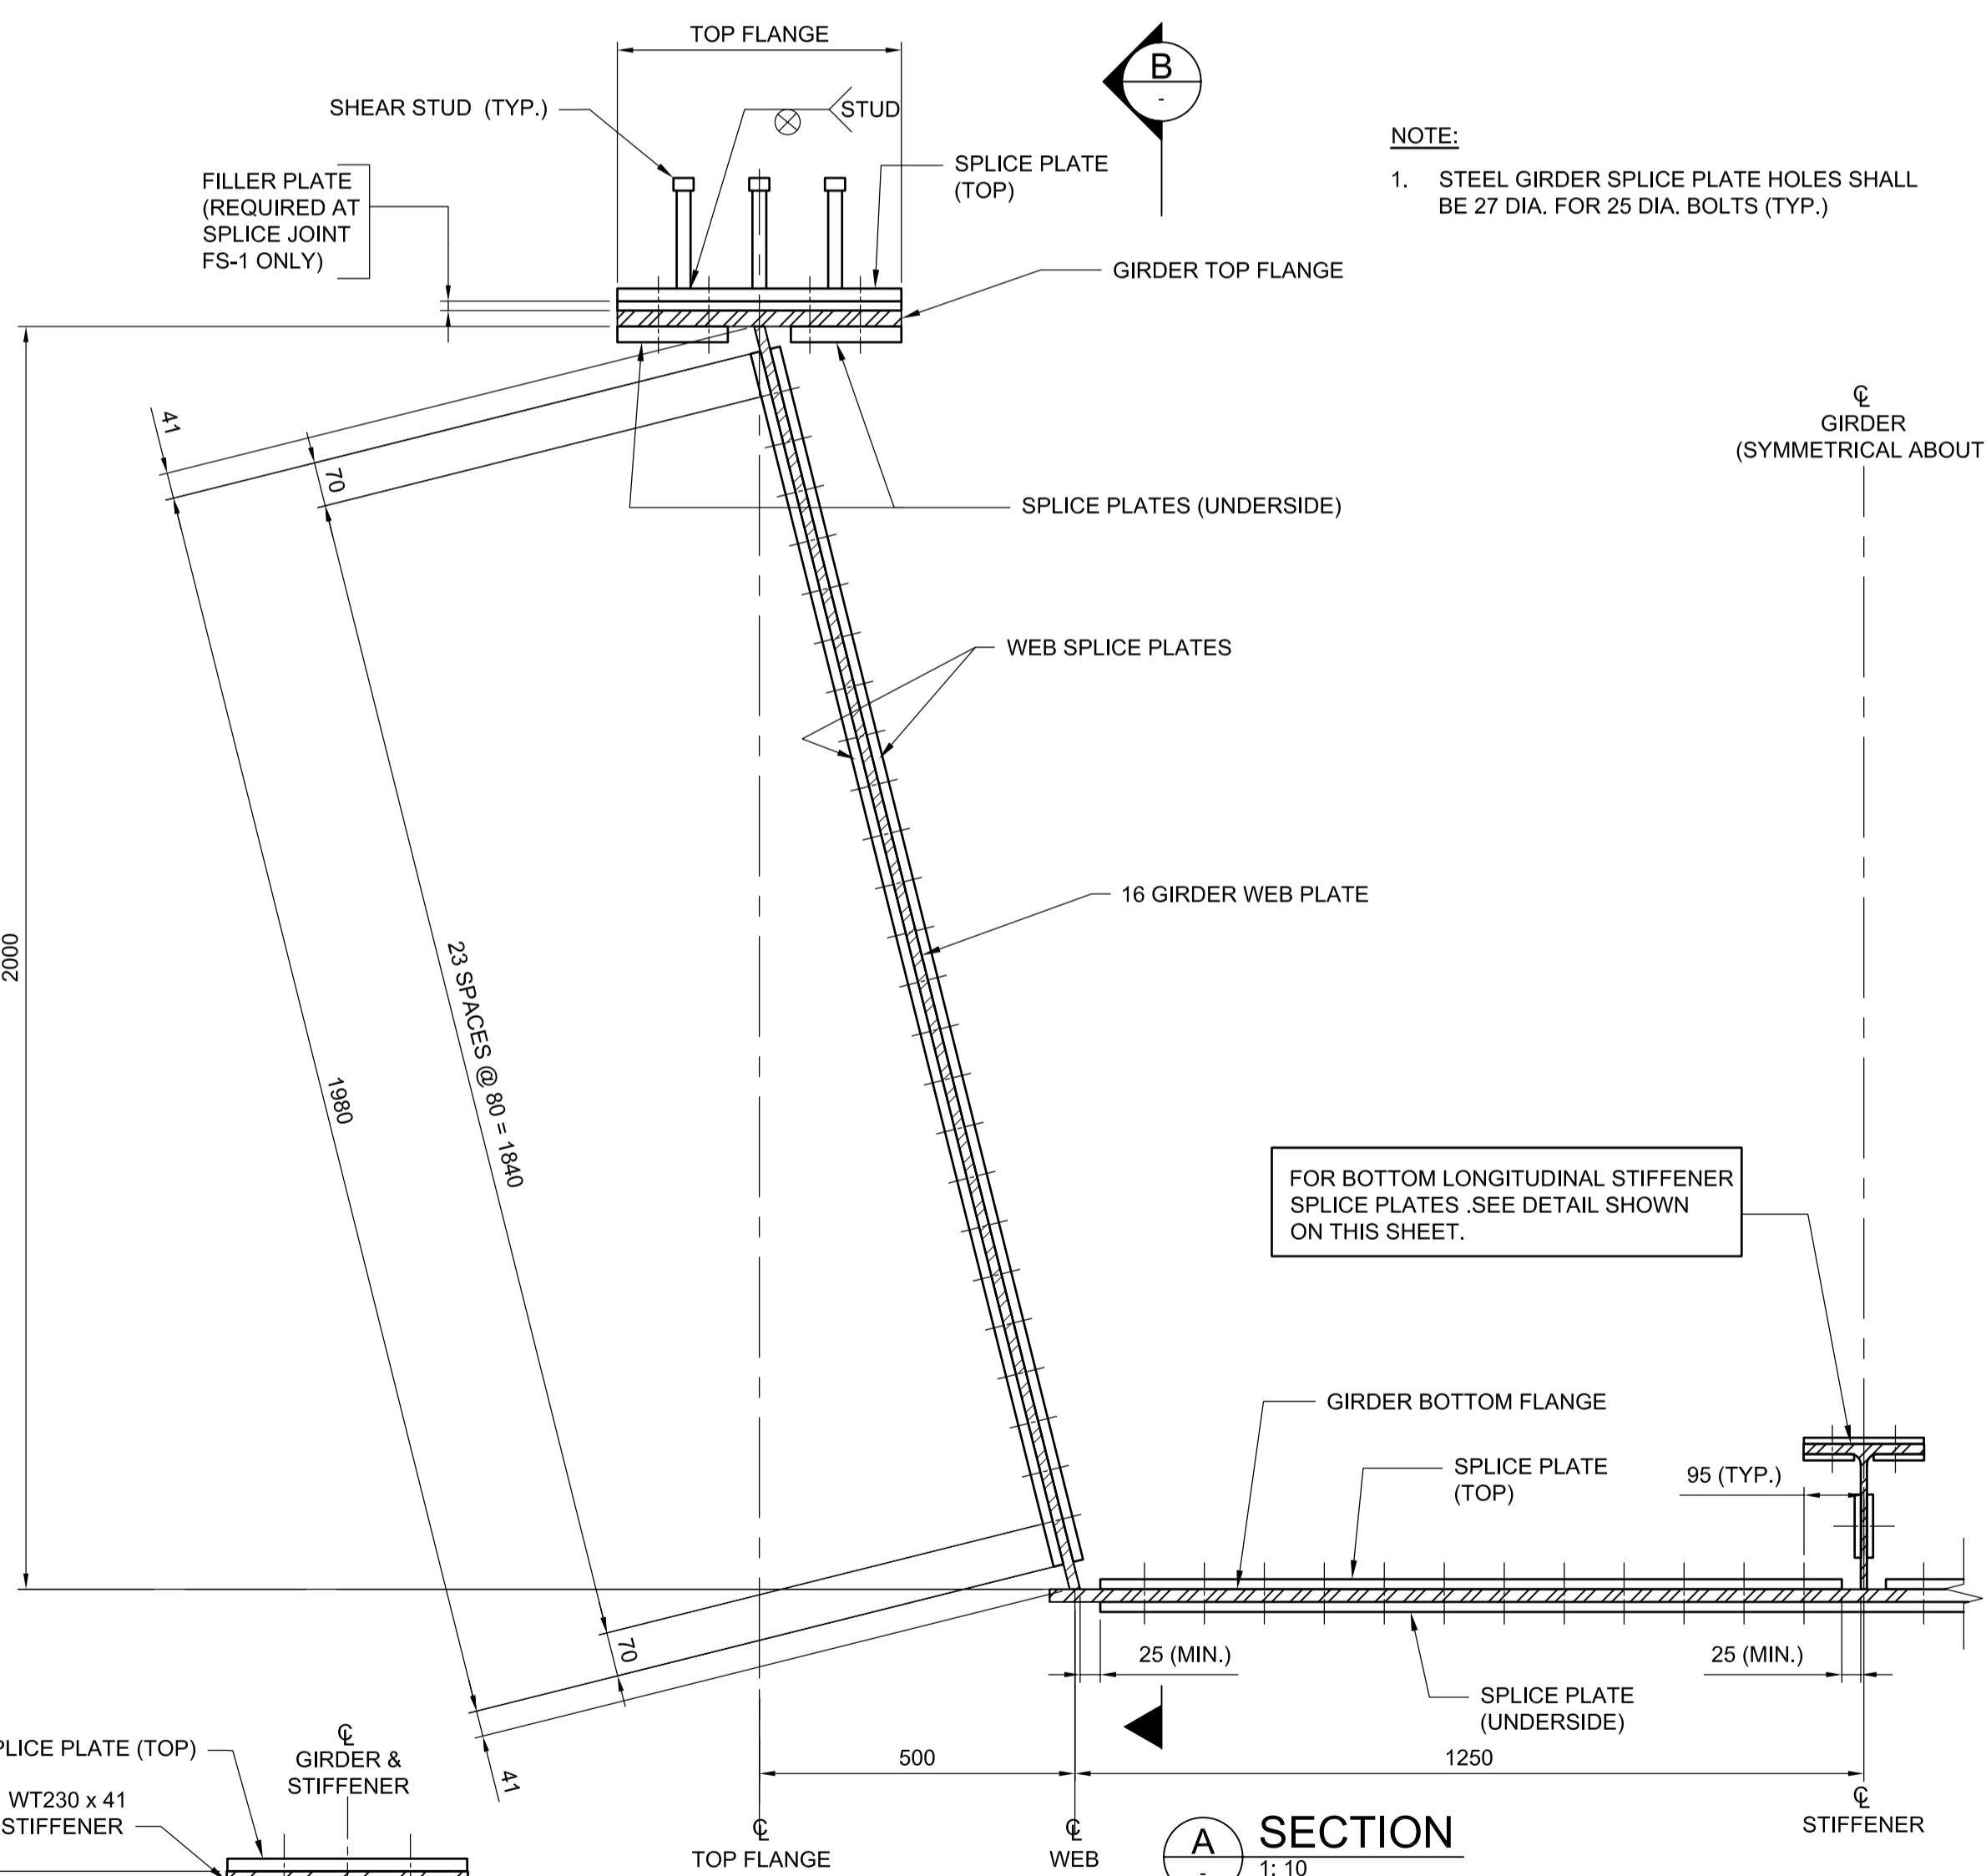 TOP FLANGE
B
-
SHEAR STUD (TYP.)
STUD
NOTE:
1. STEEL GIRDER SPLICE PLATE HOLES SHALL
BE 27 DIA. FOR 25 DIA. BOLTS (TYP.)
SPLICE PLATE
(TOP)
FILLER PLATE
(REQUIRED AT
SPLICE JOINT
FS-1 ONLY)
GIRDER TOP FLANGE
℄
GIRDER
(SYMMETRICAL ABOUT
41
70
SPLICE PLATES (UNDERSIDE)
WEB SPLICE PLATES
16 GIRDER WEB PLATE
2000
23 SPACES @ 80 = 1840
1980
FOR BOTTOM LONGITUDINAL STIFFENER
SPLICE PLATES .SEE DETAIL SHOWN
ON THIS SHEET.
GIRDER BOTTOM FLANGE
SPLICE PLATE
(TOP)
95 (TYP.)
70
25 (MIN.)
25 (MIN.)
SPLICE PLATE
(UNDERSIDE)
41
500
1250
PLICE PLATE (TOP)
℄
GIRDER &
STIFFENER
WT230 x 41
STIFFENER
℄
TOP FLANGE
℄
WEB
A
-
SECTION
1: 10
℄
STIFFENER